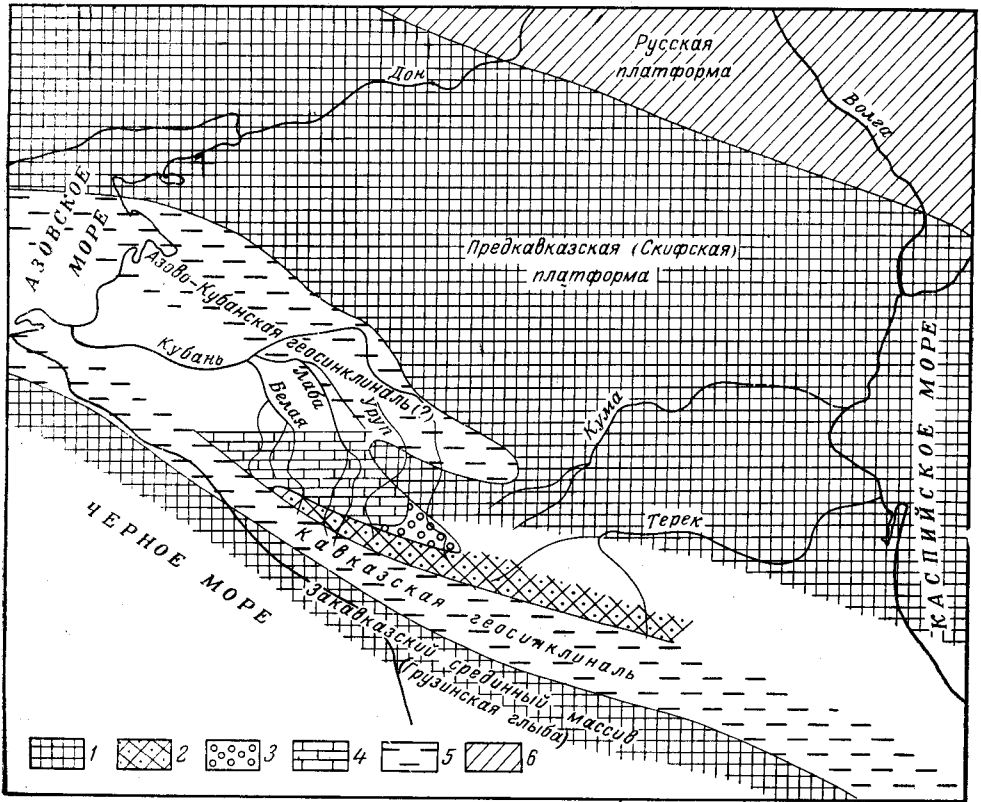 Русская
платформа
Дон
Волга
АЗОВСКОЕ
МОРЕ
Предкавказская (Скифская)
платформа
Азово-Кубанская геосинклиналь (?)
Кубань
Лаба
Белая
Уруп
Кума
Терек
КАСПИЙСКОЕ МОРЕ
ЧЕРНОЕ МОРЕ
Кавказская геосинклиналь
Закавказский срединный массив
(Грузинская глыба)
1 2 3 4 5 6